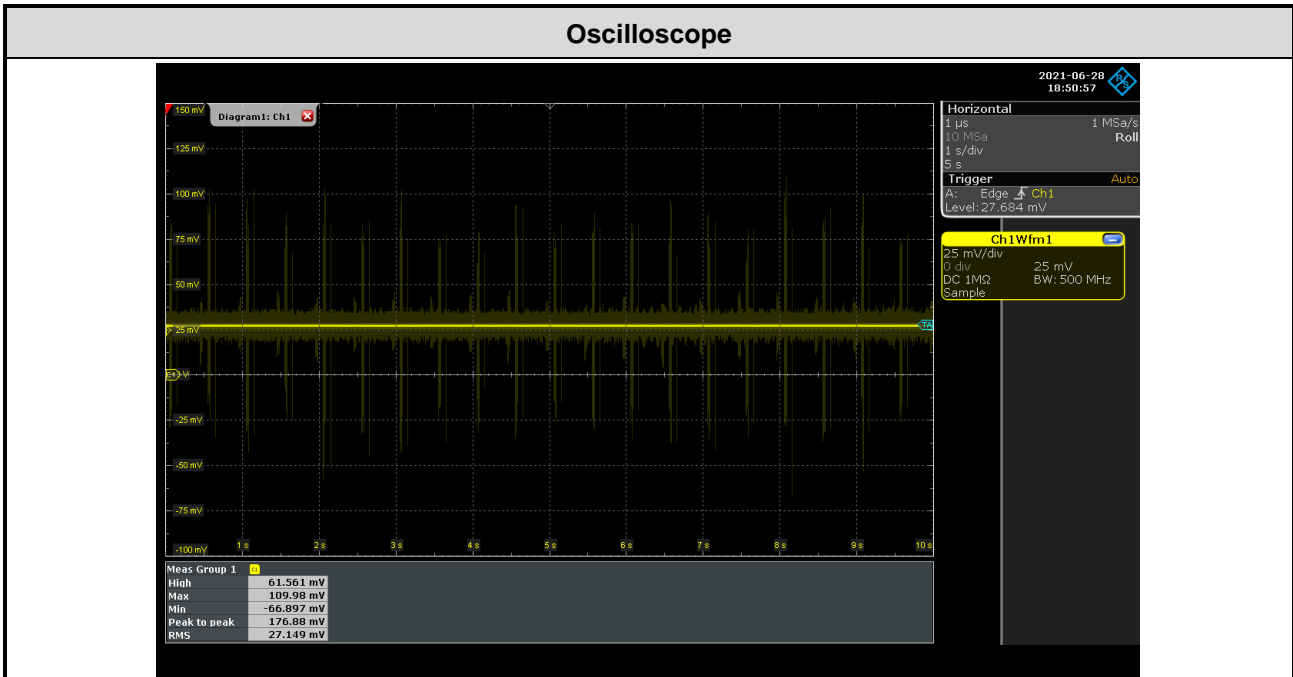 Oscilloscope
2021-06-28
18:50:57
R S
150 mV
Diagram1: Ch1
125 mV
100 mV
75 mV
50 mV
25 mV
C1 V
-25 mV
-50 mV
-75 mV
-100 mV
1 s 2 s 3 s 4 s 5 s 6 s 7 s 8 s 9 s 10 s
TA
Horizontal
1 µs 1 MSa/s
10 MSa Roll
1 s/div
5 s
Trigger Auto
A: Edge Ch1
Level: 27.684 mV
Ch1Wfm1
25 mV/div
0 div 25 mV
DC 1MΩ BW: 500 MHz
Sample
Meas Group 1 C1
High 61.561 mV
Max 109.98 mV
Min -66.897 mV
Peak to peak 176.88 mV
RMS 27.149 mV